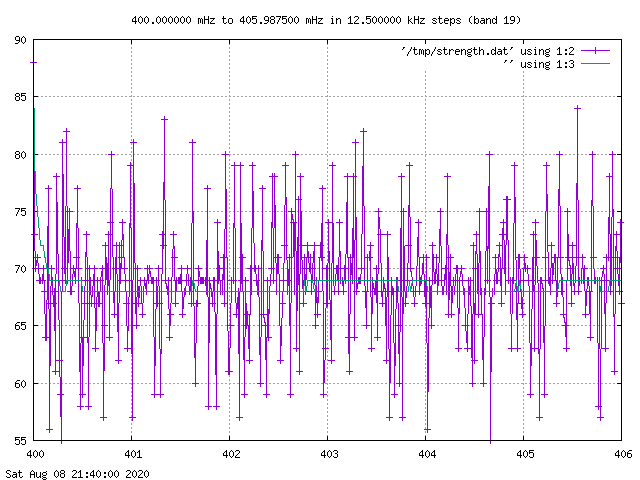 400.000000 mHz to 405.987500 mHz in 12.500000 kHz steps (band 19)
90
'/tmp/strength.dat' using 1:2
'' using 1:3
85
80
75
70
65
60
55
400 401 402 403 404 405 406
Sat Aug 08 21:40:00 2020